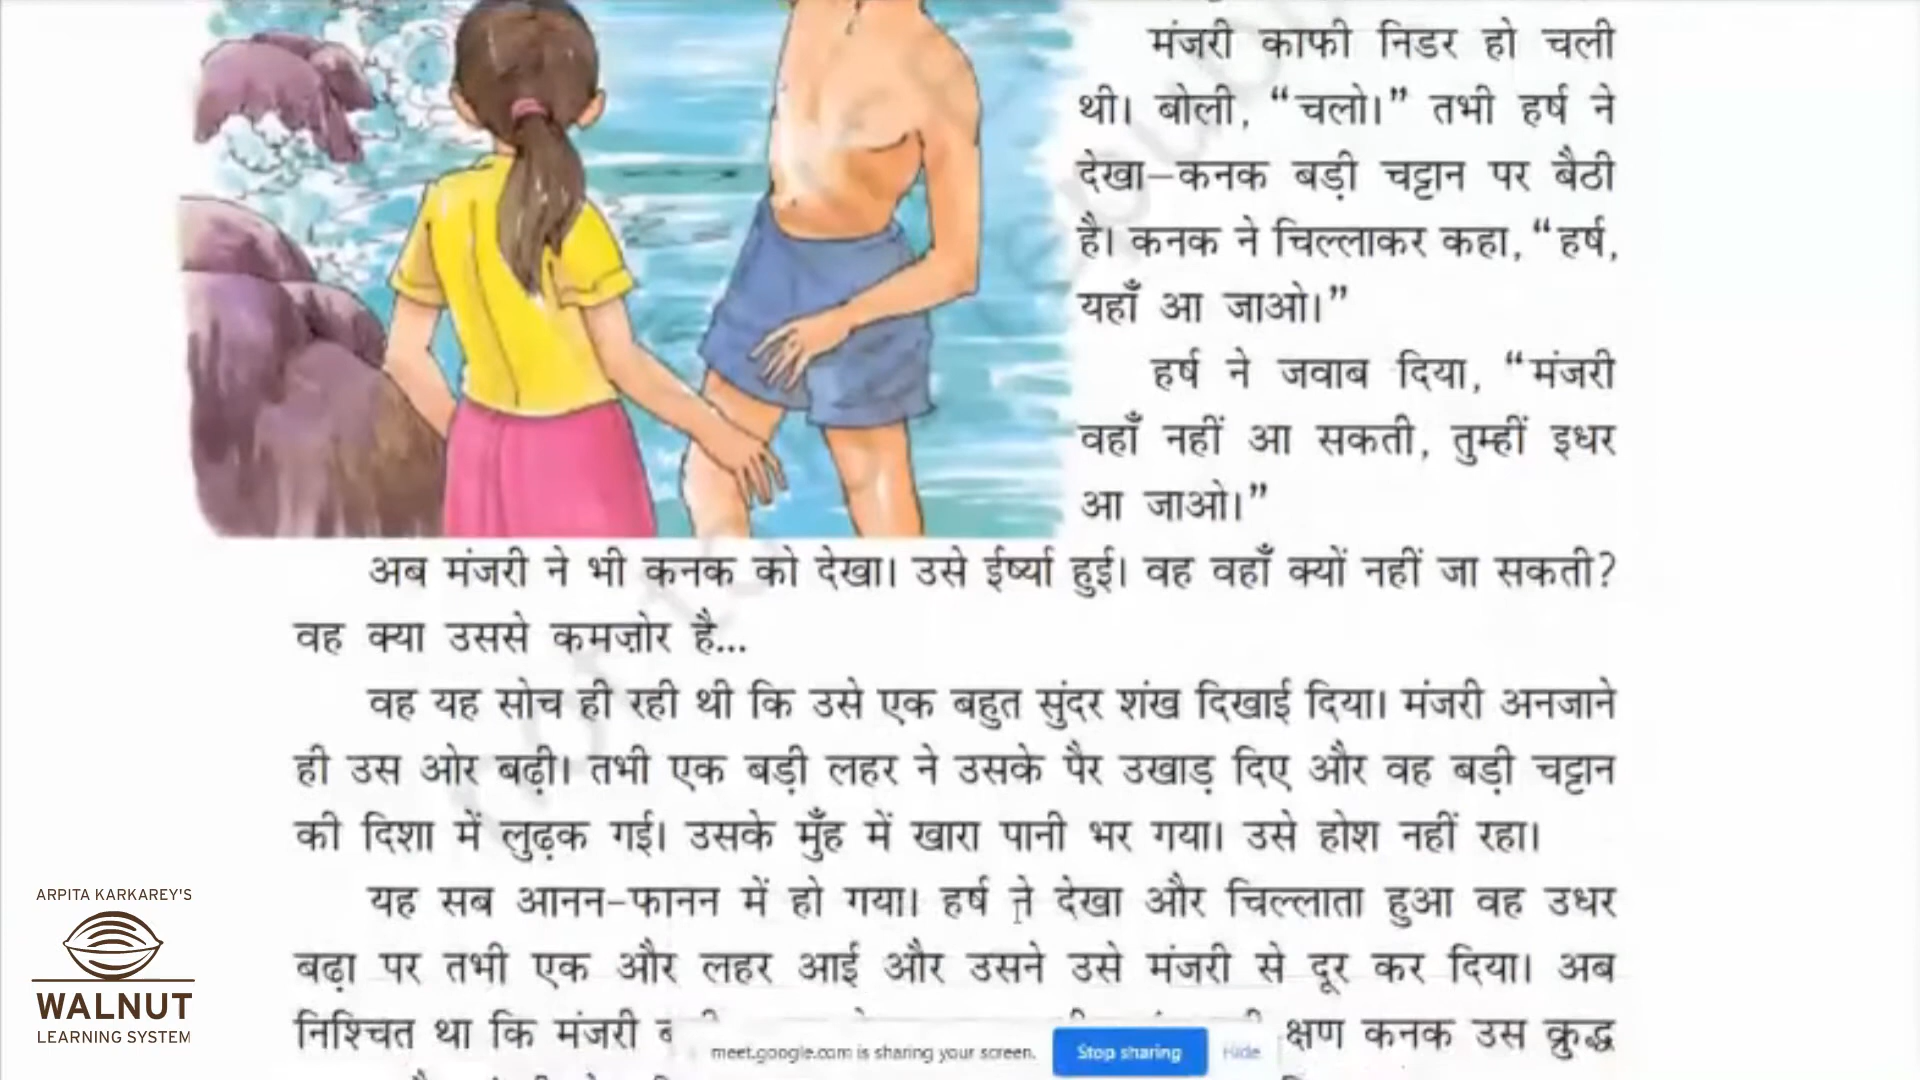 मंजरी काफी निडर हो चली
थी। बोली, “चलो।” तभी हर्ष ने
देखा–कनक बड़ी चट्टान पर बैठी
है। कनक ने चिल्लाकर कहा, “हर्ष,
यहाँ आ जाओ।”
हर्ष ने जवाब दिया, “मंजरी
वहाँ नहीं आ सकती, तुम्हीं इधर
आ जाओ।”
अब मंजरी ने भी कनक को देखा। उसे ईर्ष्या हुई। वह वहाँ क्यों नहीं जा सकती?
वह क्या उससे कमज़ोर है...
वह यह सोच ही रही थी कि उसे एक बहुत सुंदर शंख दिखाई दिया। मंजरी अनजाने
ही उस ओर बढ़ी। तभी एक बड़ी लहर ने उसके पैर उखाड़ दिए और वह बड़ी चट्टान
की दिशा में लुढ़क गई। उसके मुँह में खारा पानी भर गया। उसे होश नहीं रहा।
यह सब आनन-फानन में हो गया। हर्ष ने देखा और चिल्लाता हुआ वह उधर
बढ़ा पर तभी एक और लहर आई और उसने उसे मंजरी से दूर कर दिया। अब
निश्चित था कि मंजरी
क्षण कनक उस क्रुद्ध
meet.google.com is sharing your screen. Stop sharing Hide
ARPITA KARKAREY'S
WALNUT
LEARNING SYSTEM